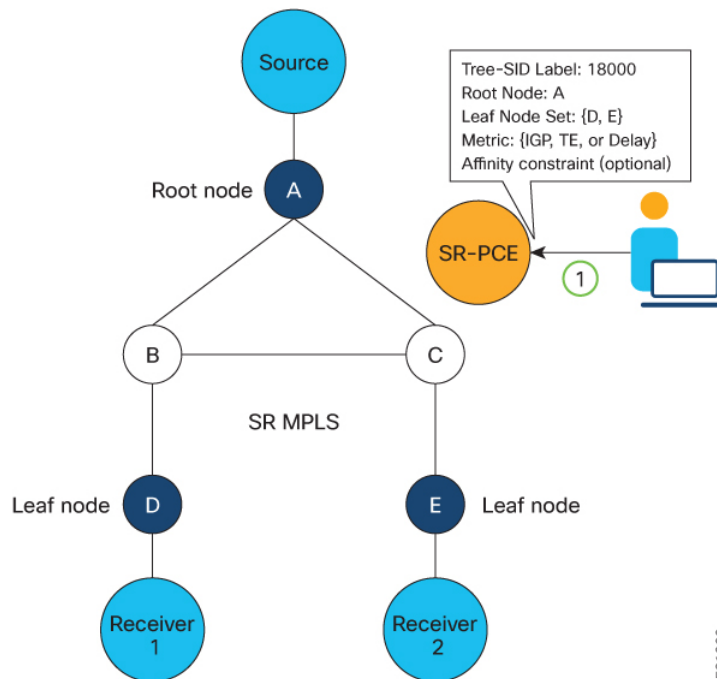 Source
Tree-SID Label: 18000
Root Node: A
Leaf Node Set: {D, E}
Metric: {IGP, TE, or Delay}
Affinity constraint (optional)
Root node
A
SR-PCE
1
B
C
SR MPLS
Leaf node
D
E
Leaf node
Receiver
1
Receiver
2